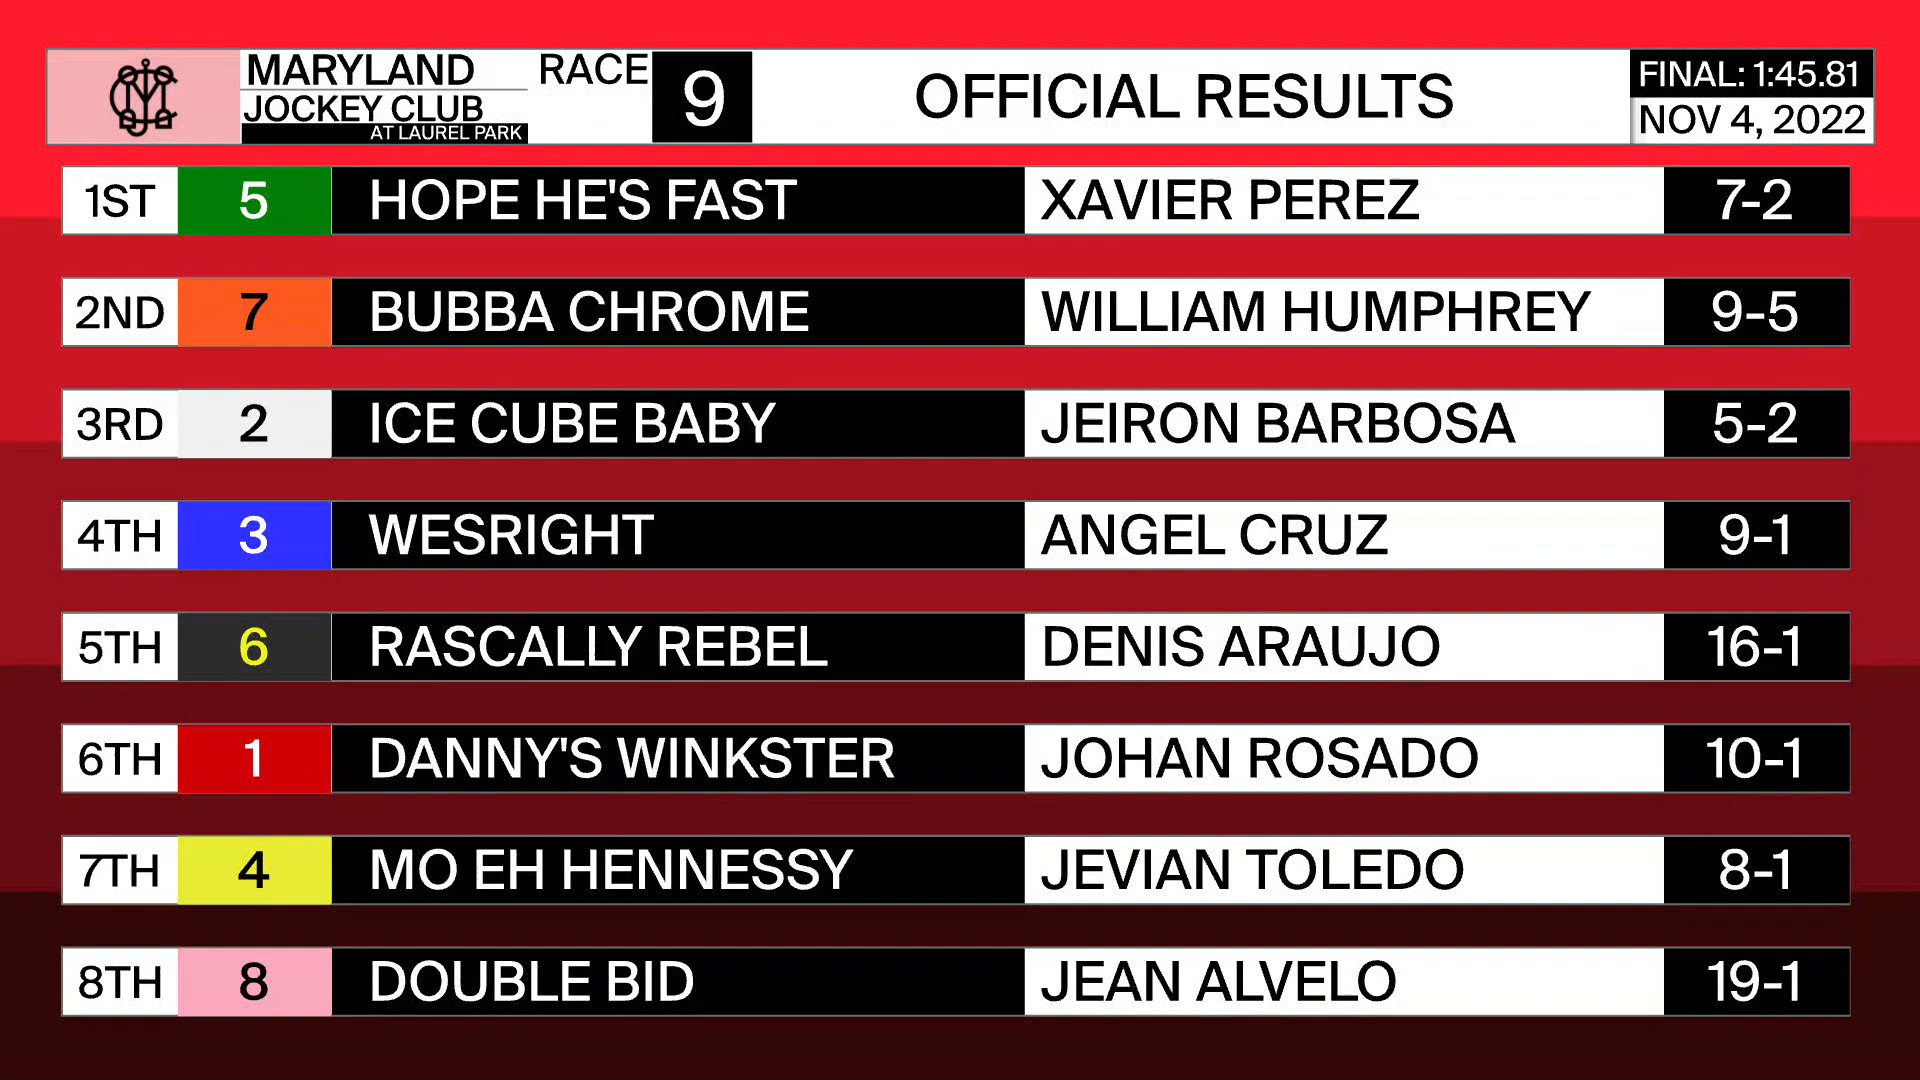 MARYLAND
JOCKEY CLUB
AT LAUREL PARK
RACE 9
OFFICIAL RESULTS
FINAL: 1:45.81
NOV 4, 2022
1ST 5 HOPE HE'S FAST XAVIER PEREZ 7-2
2ND 7 BUBBA CHROME WILLIAM HUMPHREY 9-5
3RD 2 ICE CUBE BABY JEIRON BARBOSA 5-2
4TH 3 WESRIGHT ANGEL CRUZ 9-1
5TH 6 RASCALLY REBEL DENIS ARAUJO 16-1
6TH 1 DANNY'S WINKSTER JOHAN ROSADO 10-1
7TH 4 MO EH HENNESSY JEVIAN TOLEDO 8-1
8TH 8 DOUBLE BID JEAN ALVELO 19-1